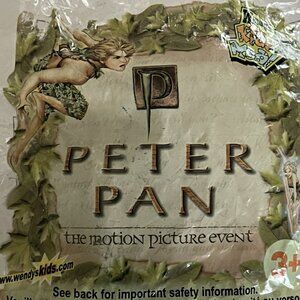 PETER
PAN
the motion picture event
3+
www.wendyskids.com
See back for important safety information.